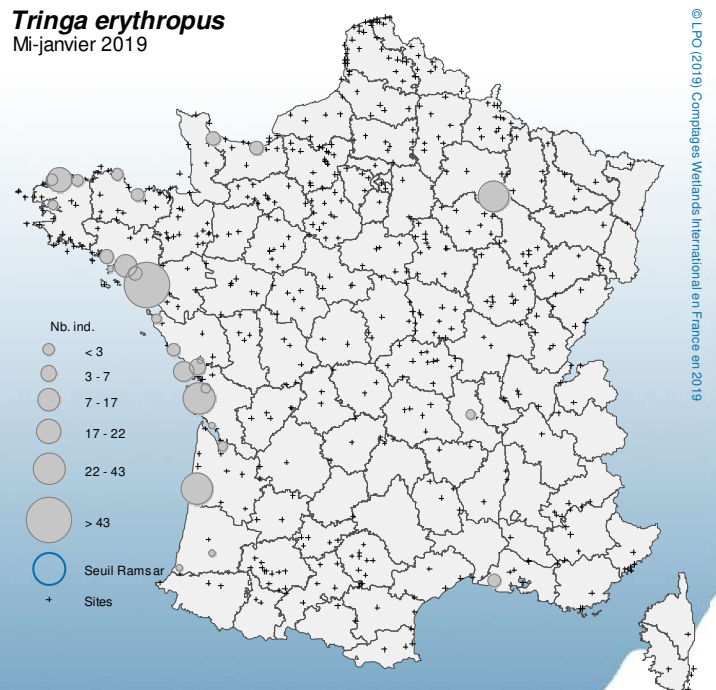 Tringa erythropus
Mi-janvier 2019
© LPO (2019) Comptages Wetlands International en France en 2019
Nb. ind.
< 3
3 - 7
7 - 17
17 - 22
22 - 43
> 43
Seuil Ramsar
Sites